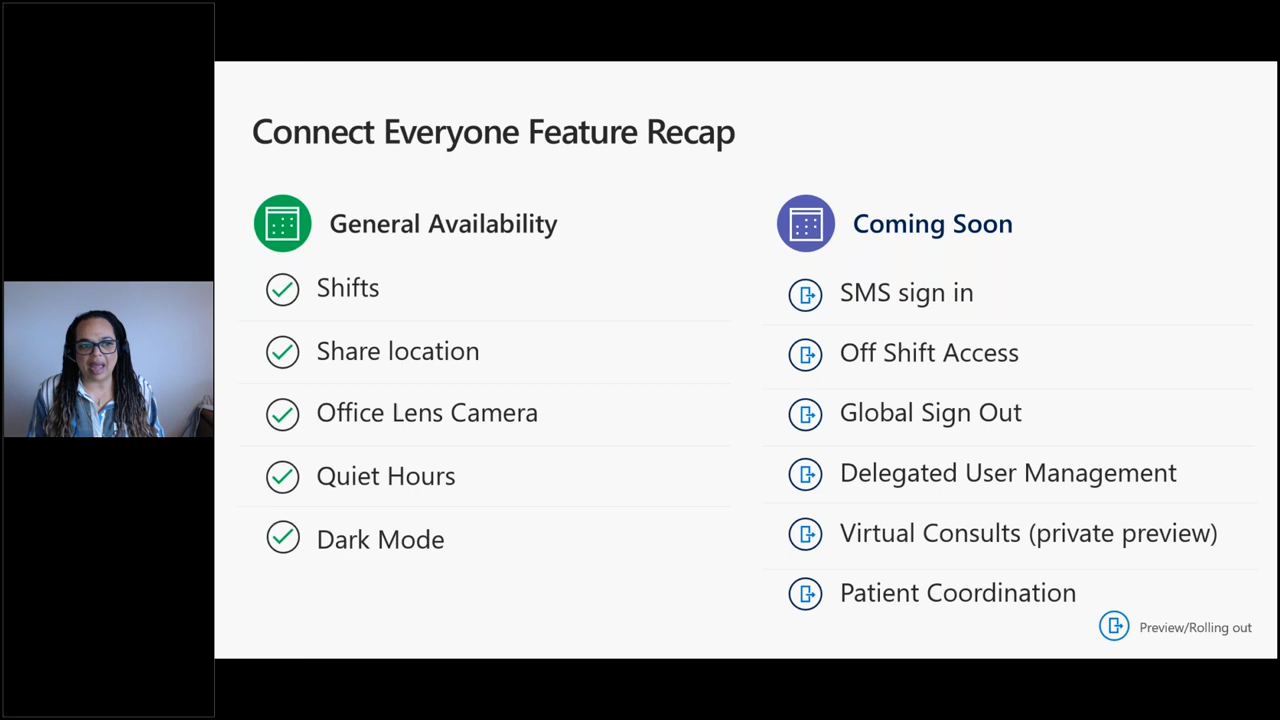 Connect Everyone Feature Recap
General Availability
Shifts
Share location
Office Lens Camera
Quiet Hours
Dark Mode
Coming Soon
SMS sign in
Off Shift Access
Global Sign Out
Delegated User Management
Virtual Consults (private preview)
Patient Coordination
Preview/Rolling out